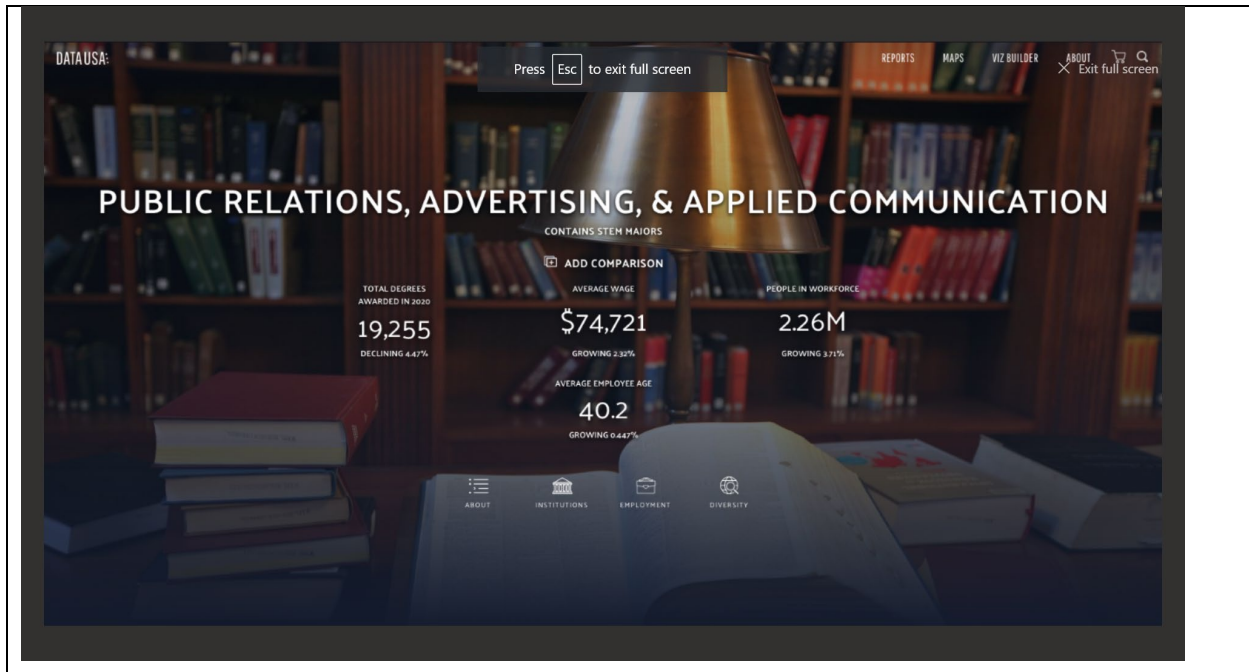 DATAUSA:
Press Esc to exit full screen
REPORTS MAPS VIZ BUILDER ABOUT
Exit full screen
PUBLIC RELATIONS, ADVERTISING, & APPLIED COMMUNICATION
CONTAINS STEM MAJORS
ADD COMPARISON
TOTAL DEGREES
AWARDED IN 2020
19,255
DECLINING 4.47%
AVERAGE WAGE
$74,721
GROWING 2.32%
PEOPLE IN WORKFORCE
2.26M
GROWING 3.71%
AVERAGE EMPLOYEE AGE
40.2
GROWING 0.447%
ABOUT INSTITUTIONS EMPLOYMENT DIVERSITY